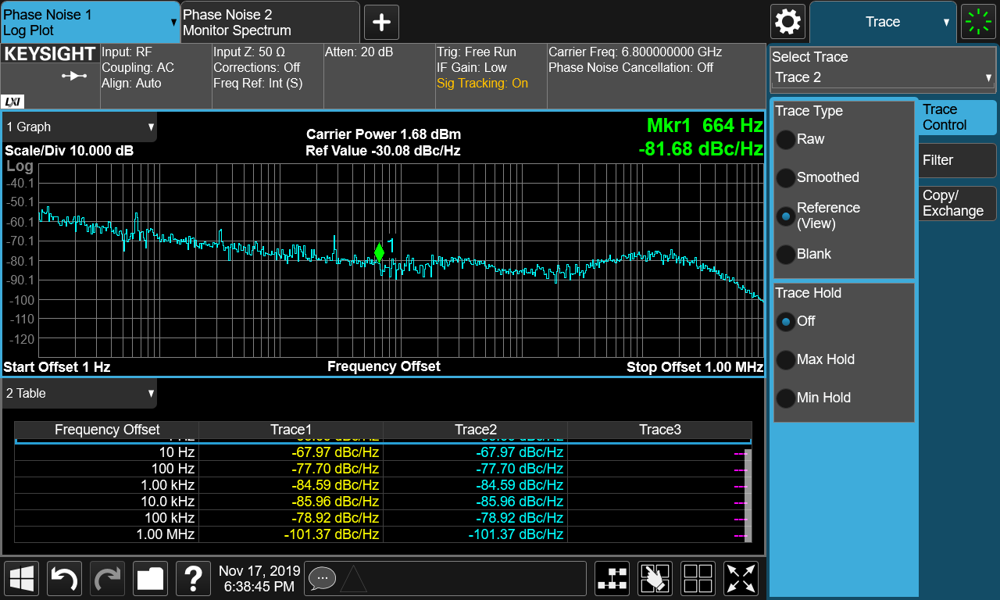 Phase Noise 1
Log Plot
Phase Noise 2
Monitor Spectrum
Trace
KEYSIGHT
LXI
Input: RF
Coupling: AC
Align: Auto
Input Z: 50 Ω
Corrections: Off
Freq Ref: Int (S)
Atten: 20 dB
Trig: Free Run
IF Gain: Low
Sig Tracking: On
Carrier Freq: 6.800000000 GHz
Phase Noise Cancellation: Off
Select Trace
Trace 2
1 Graph
Scale/Div 10.000 dB
Carrier Power 1.68 dBm
Ref Value -30.08 dBc/Hz
Mkr1 664 Hz
-81.68 dBc/Hz
Log
-40.1
-50.1
-60.1
-70.1
-80.1
-90.1
-100
-110
-120
1
Start Offset 1 Hz
Frequency Offset
Stop Offset 1.00 MHz
Trace Type
Raw
Smoothed
Reference
(View)
Blank
Trace Hold
Off
Max Hold
Min Hold
Trace
Control
Filter
Copy/
Exchange
2 Table
Frequency Offset Trace1 Trace2 Trace3
10 Hz -67.97 dBc/Hz -67.97 dBc/Hz ---
100 Hz -77.70 dBc/Hz -77.70 dBc/Hz ---
1.00 kHz -84.59 dBc/Hz -84.59 dBc/Hz ---
10.0 kHz -85.96 dBc/Hz -85.96 dBc/Hz ---
100 kHz -78.92 dBc/Hz -78.92 dBc/Hz ---
1.00 MHz -101.37 dBc/Hz -101.37 dBc/Hz ---
?
Nov 17, 2019
6:38:45 PM